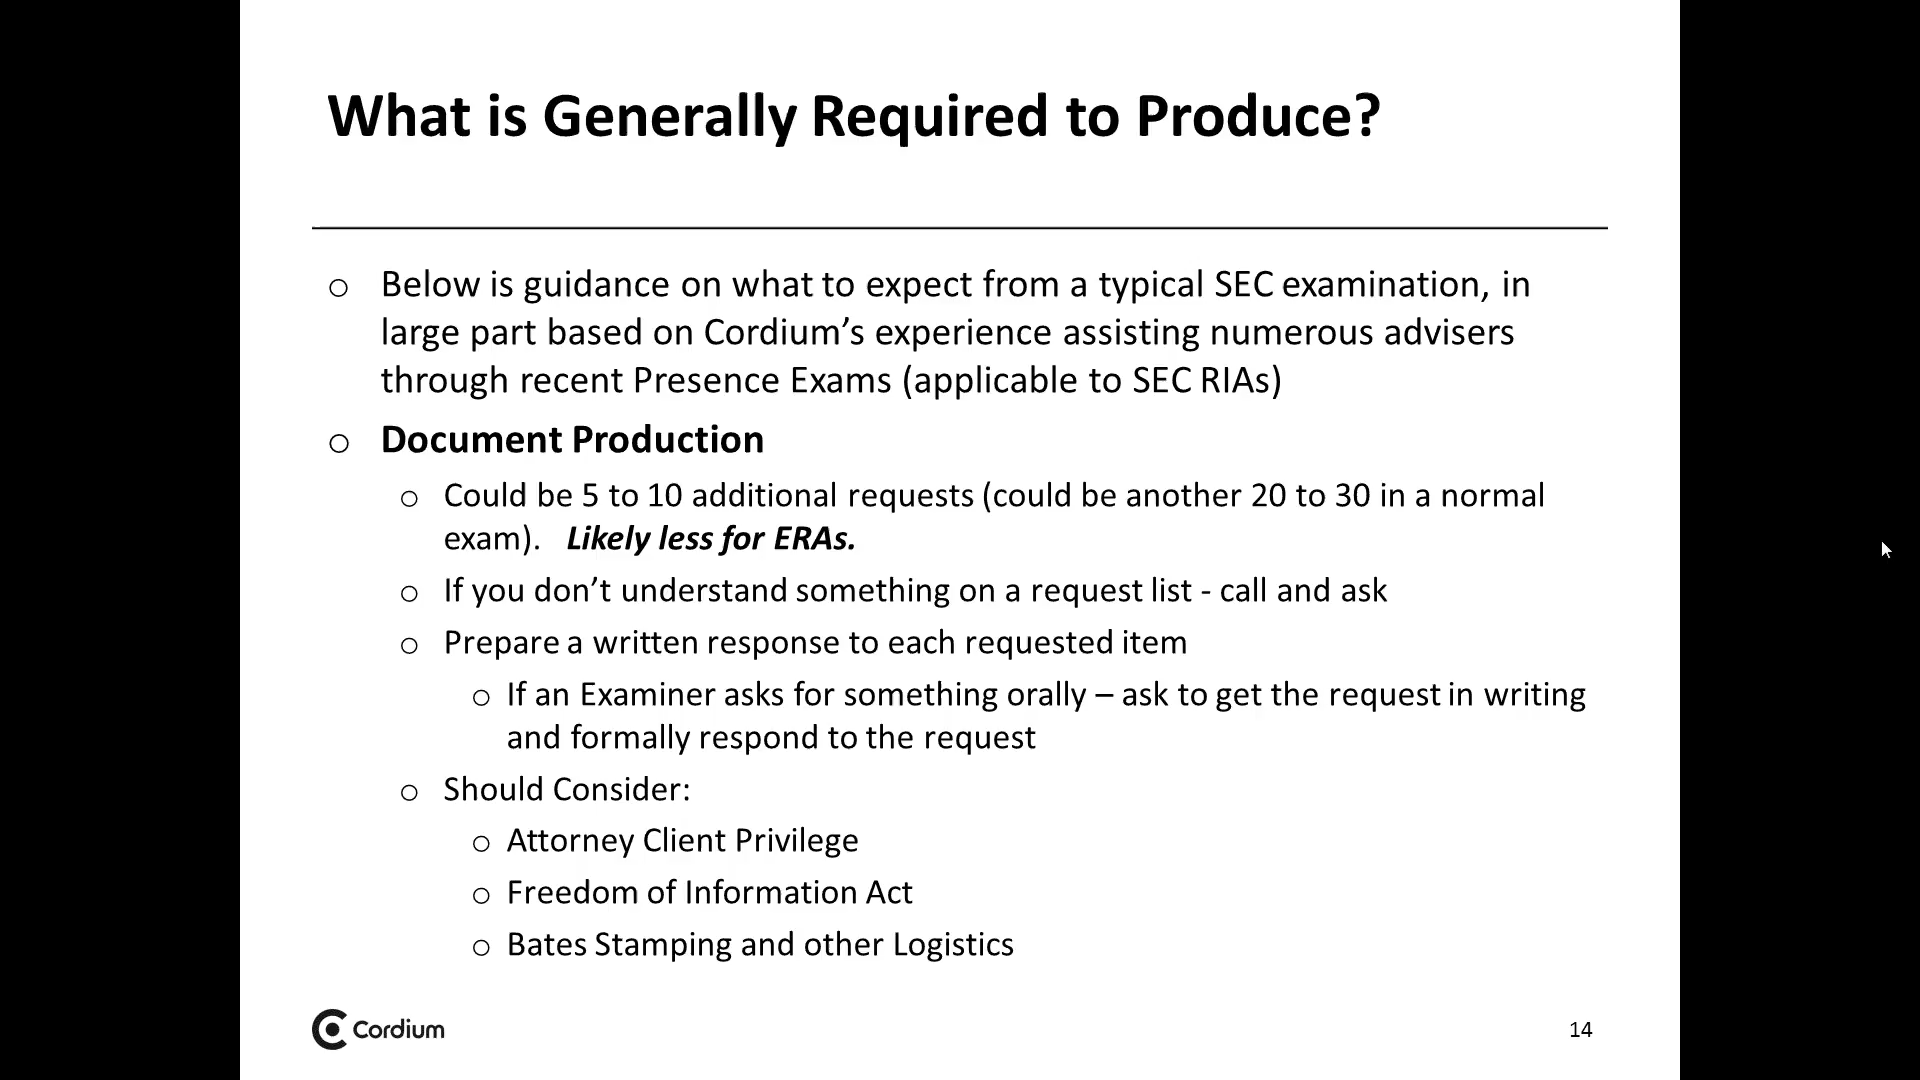 What is Generally Required to Produce?
Below is guidance on what to expect from a typical SEC examination, in
large part based on Cordium’s experience assisting numerous advisers
through recent Presence Exams (applicable to SEC RIAs)
Document Production
Could be 5 to 10 additional requests (could be another 20 to 30 in a normal
exam). Likely less for ERAs.
If you don’t understand something on a request list - call and ask
Prepare a written response to each requested item
If an Examiner asks for something orally – ask to get the request in writing
and formally respond to the request
Should Consider:
Attorney Client Privilege
Freedom of Information Act
Bates Stamping and other Logistics
Cordium
14